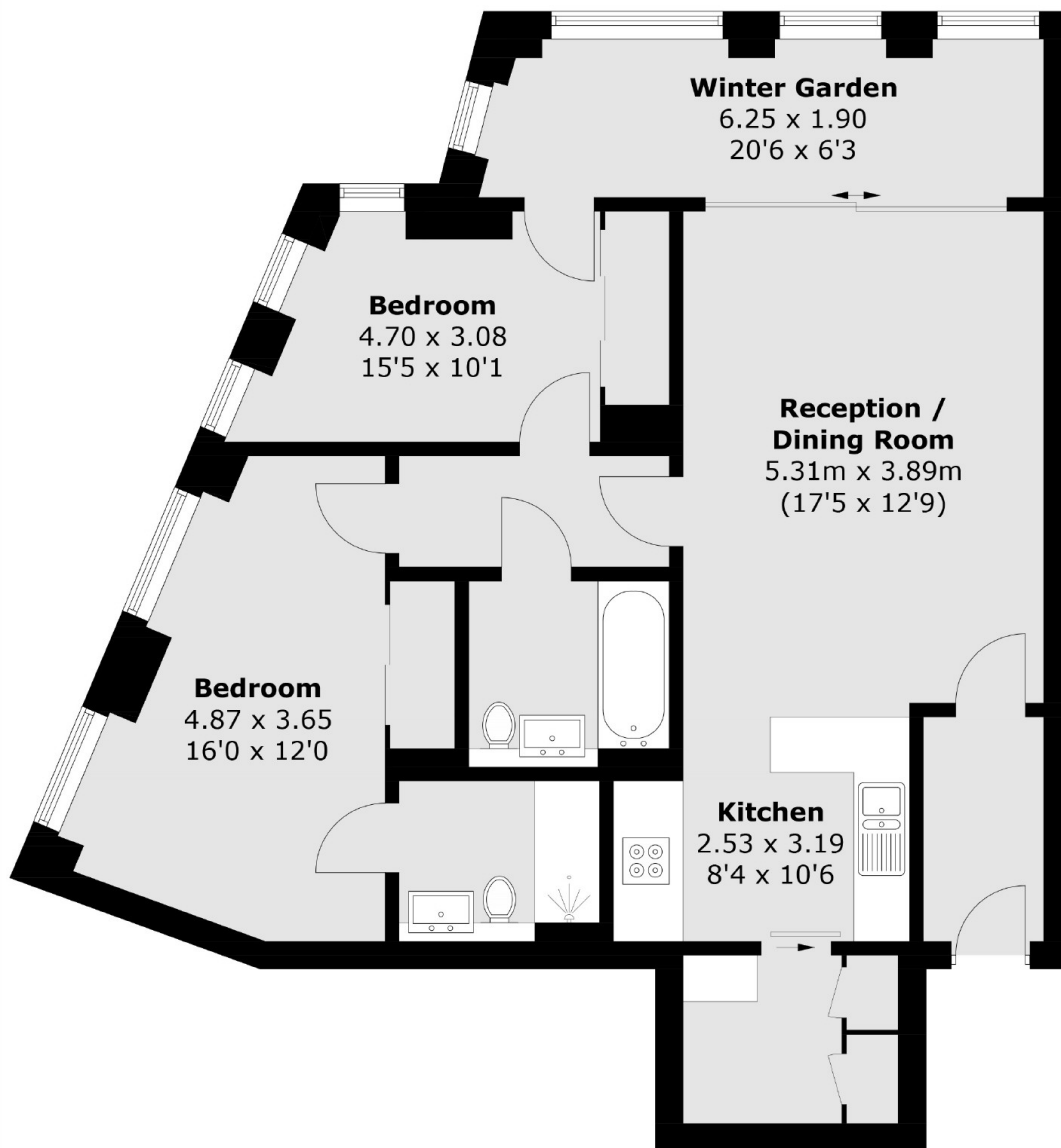 Winter Garden
6.25 x 1.90
20'6 x 6'3
Bedroom
4.70 x 3.08
15'5 x 10'1
Reception /
Dining Room
5.31m x 3.89m
(17'5 x 12'9)
Bedroom
4.87 x 3.65
16'0 x 12'0
Kitchen
2.53 x 3.19
8'4 x 10'6